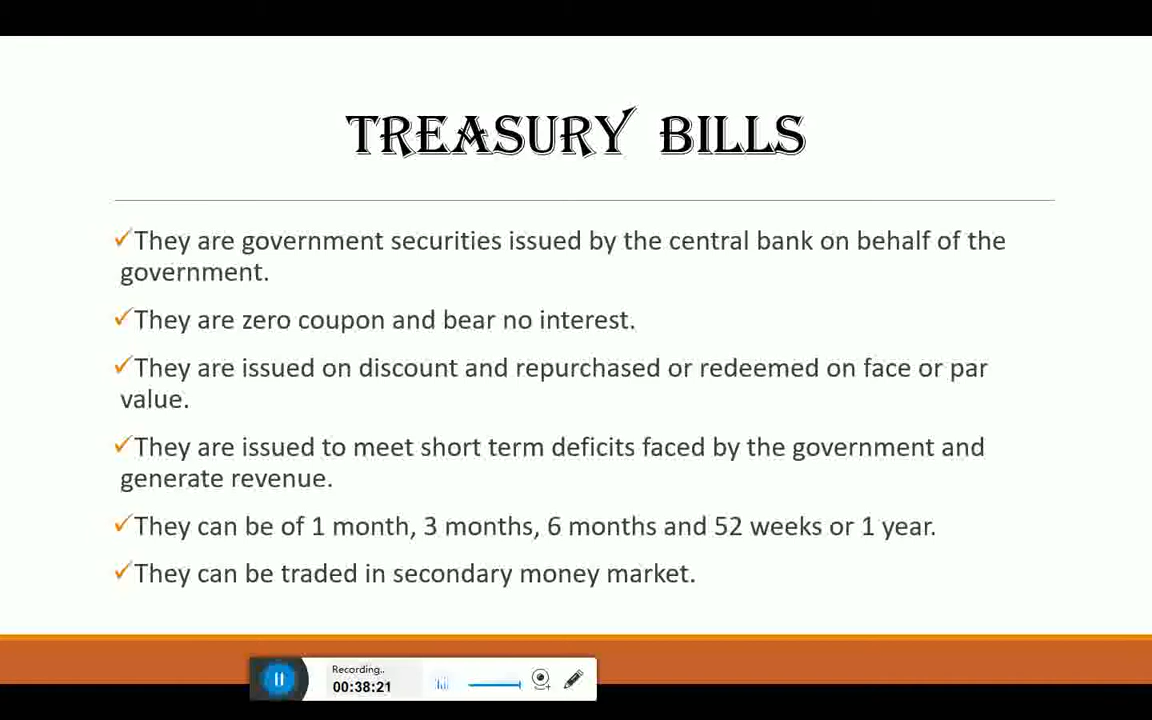 TREASURY BILLS
✓They are government securities issued by the central bank on behalf of the
government.
✓They are zero coupon and bear no interest.
✓They are issued on discount and repurchased or redeemed on face or par
value.
✓They are issued to meet short term deficits faced by the government and
generate revenue.
✓They can be of 1 month, 3 months, 6 months and 52 weeks or 1 year.
✓They can be traded in secondary money market.
Recording..
00:38:21